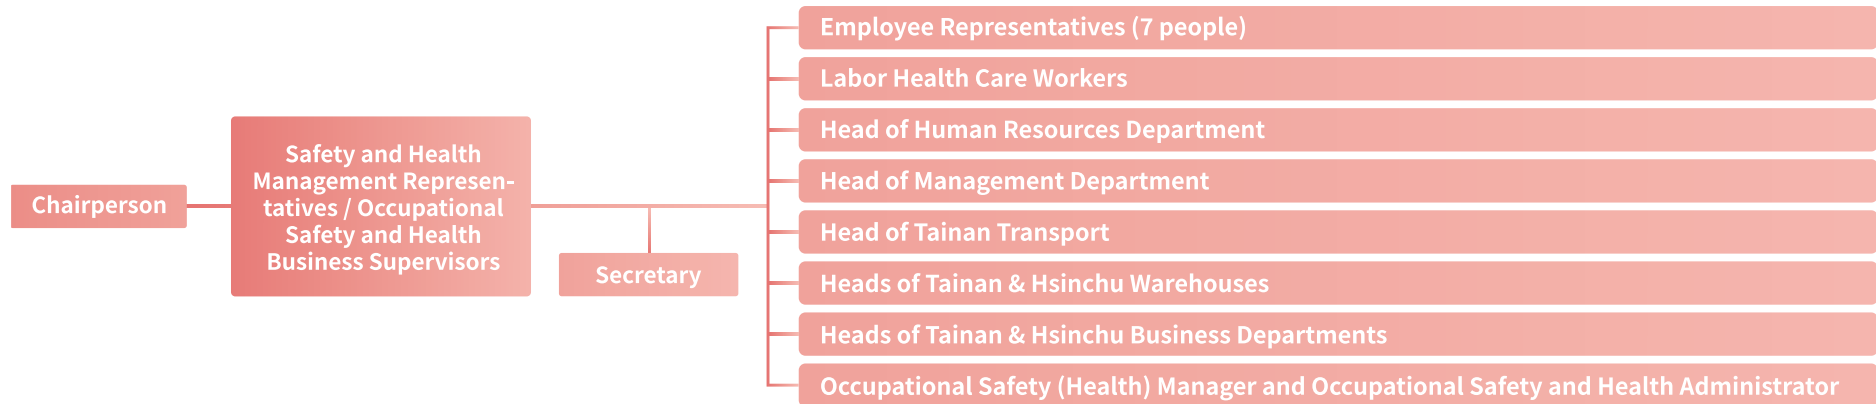 Chairperson
Safety and Health
Management Represen-
tatives / Occupational
Safety and Health
Business Supervisors
Secretary
Employee Representatives (7 people)
Labor Health Care Workers
Head of Human Resources Department
Head of Management Department
Head of Tainan Transport
Heads of Tainan & Hsinchu Warehouses
Heads of Tainan & Hsinchu Business Departments
Occupational Safety (Health) Manager and Occupational Safety and Health Administrator